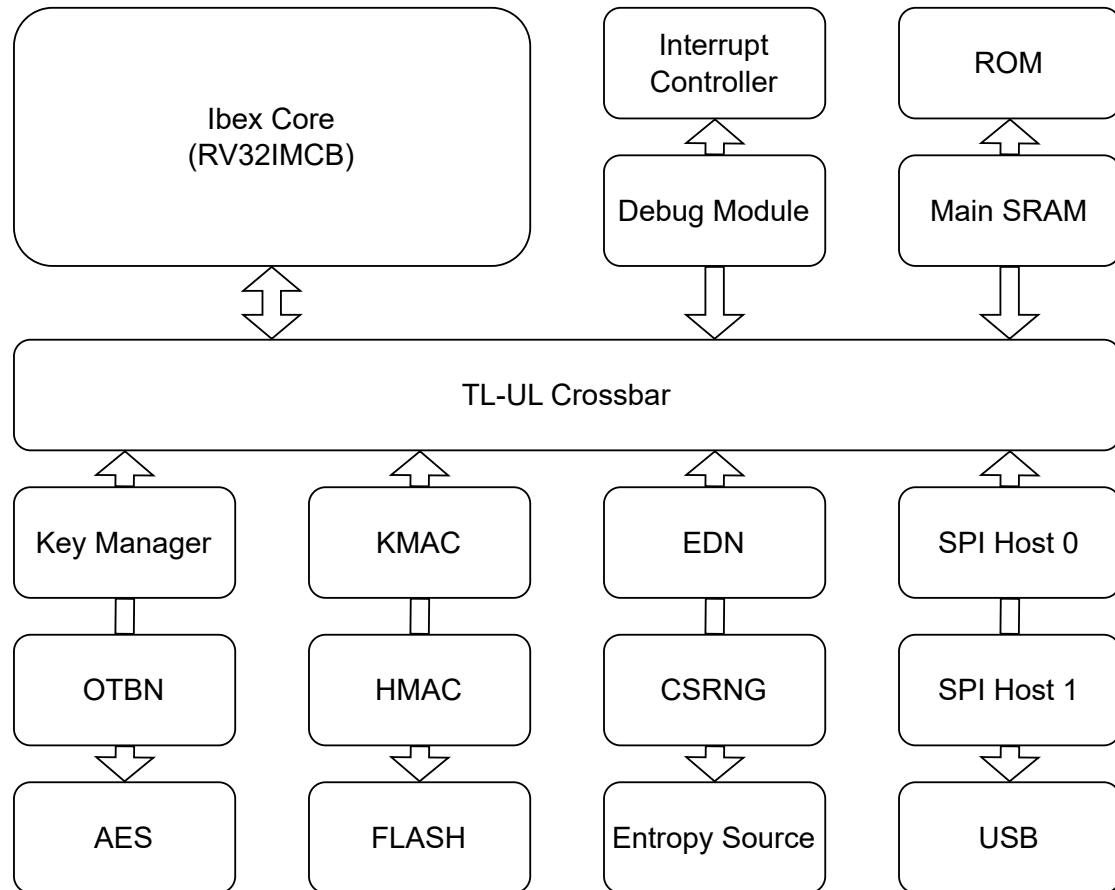 Ibex Core
(RV32IMCB)
Interrupt
Controller
ROM
Debug Module
Main SRAM
TL-UL Crossbar
Key Manager
KMAC
EDN
SPI Host 0
OTBN
HMAC
CSRNG
SPI Host 1
AES
FLASH
Entropy Source
USB